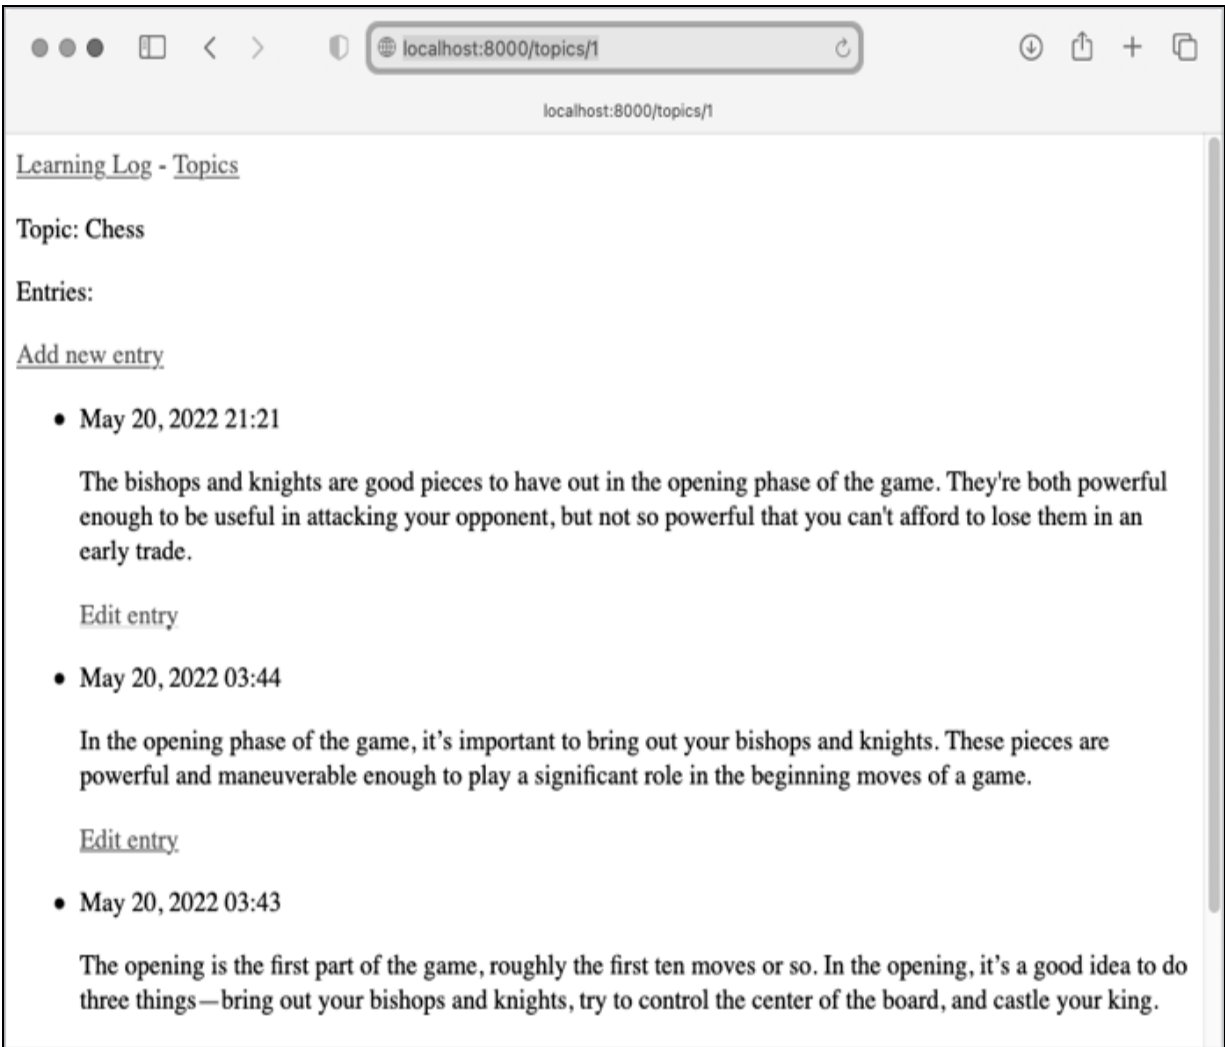 localhost:8000/topics/1
localhost:8000/topics/1
Learning Log - Topics
Topic: Chess
Entries:
Add new entry
• May 20, 2022 21:21
The bishops and knights are good pieces to have out in the opening phase of the game. They're both powerful
enough to be useful in attacking your opponent, but not so powerful that you can't afford to lose them in an
early trade.
Edit entry
• May 20, 2022 03:44
In the opening phase of the game, it’s important to bring out your bishops and knights. These pieces are
powerful and maneuverable enough to play a significant role in the beginning moves of a game.
Edit entry
• May 20, 2022 03:43
The opening is the first part of the game, roughly the first ten moves or so. In the opening, it’s a good idea to do
three things—bring out your bishops and knights, try to control the center of the board, and castle your king.